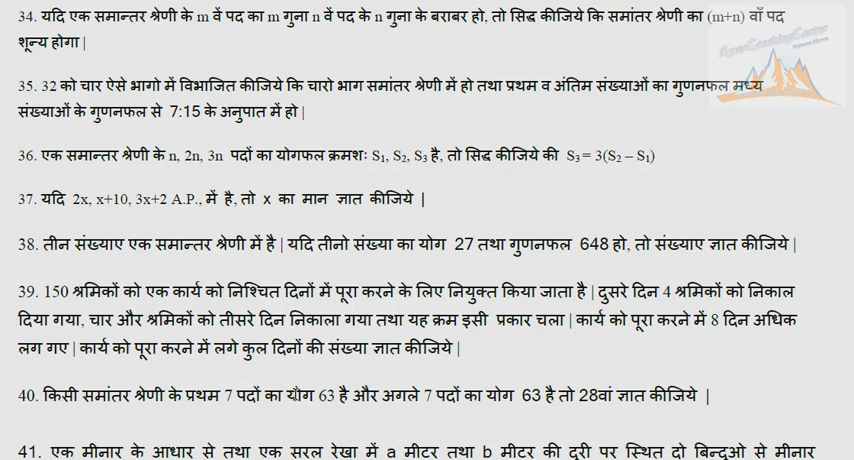 34. यदि एक समान्तर श्रेणी के m वें पद का m गुना n वें पद के n गुना के बराबर हो, तो सिद्ध कीजिये कि समांतर श्रेणी का (m+n) वाँ पद
शून्य होगा |
35. 32 को चार ऐसे भागो में विभाजित कीजिये कि चारो भाग समांतर श्रेणी में हो तथा प्रथम व अंतिम संख्याओं का गुणनफल मध्य
संख्याओं के गुणनफल से 7:15 के अनुपात में हो |
36. एक समान्तर श्रेणी के n, 2n, 3n पदों का योगफल क्रमशः S₁, S₂, S₃ है, तो सिद्ध कीजिये की S₃ = 3(S₂ – S₁)
37. यदि 2x, x+10, 3x+2 A.P., में है, तो x का मान ज्ञात कीजिये |
38. तीन संख्याए एक समान्तर श्रेणी में है | यदि तीनो संख्या का योग 27 तथा गुणनफल 648 हो, तो संख्याए ज्ञात कीजिये |
39. 150 श्रमिकों को एक कार्य को निश्चित दिनों में पूरा करने के लिए नियुक्त किया जाता है | दुसरे दिन 4 श्रमिकों को निकाल
दिया गया, चार और श्रमिकों को तीसरे दिन निकाला गया तथा यह क्रम इसी प्रकार चला | कार्य को पूरा करने में 8 दिन अधिक
लग गए | कार्य को पूरा करने में लगे कुल दिनों की संख्या ज्ञात कीजिये |
40. किसी समांतर श्रेणी के प्रथम 7 पदों का योग 63 है और अगले 7 पदों का योग 63 है तो 28वां ज्ञात कीजिये |
41. एक मीनार के आधार से तथा एक सरल रेखा में a मीटर तथा b मीटर की दूरी पर स्थित दो बिन्दुओ से मीनार